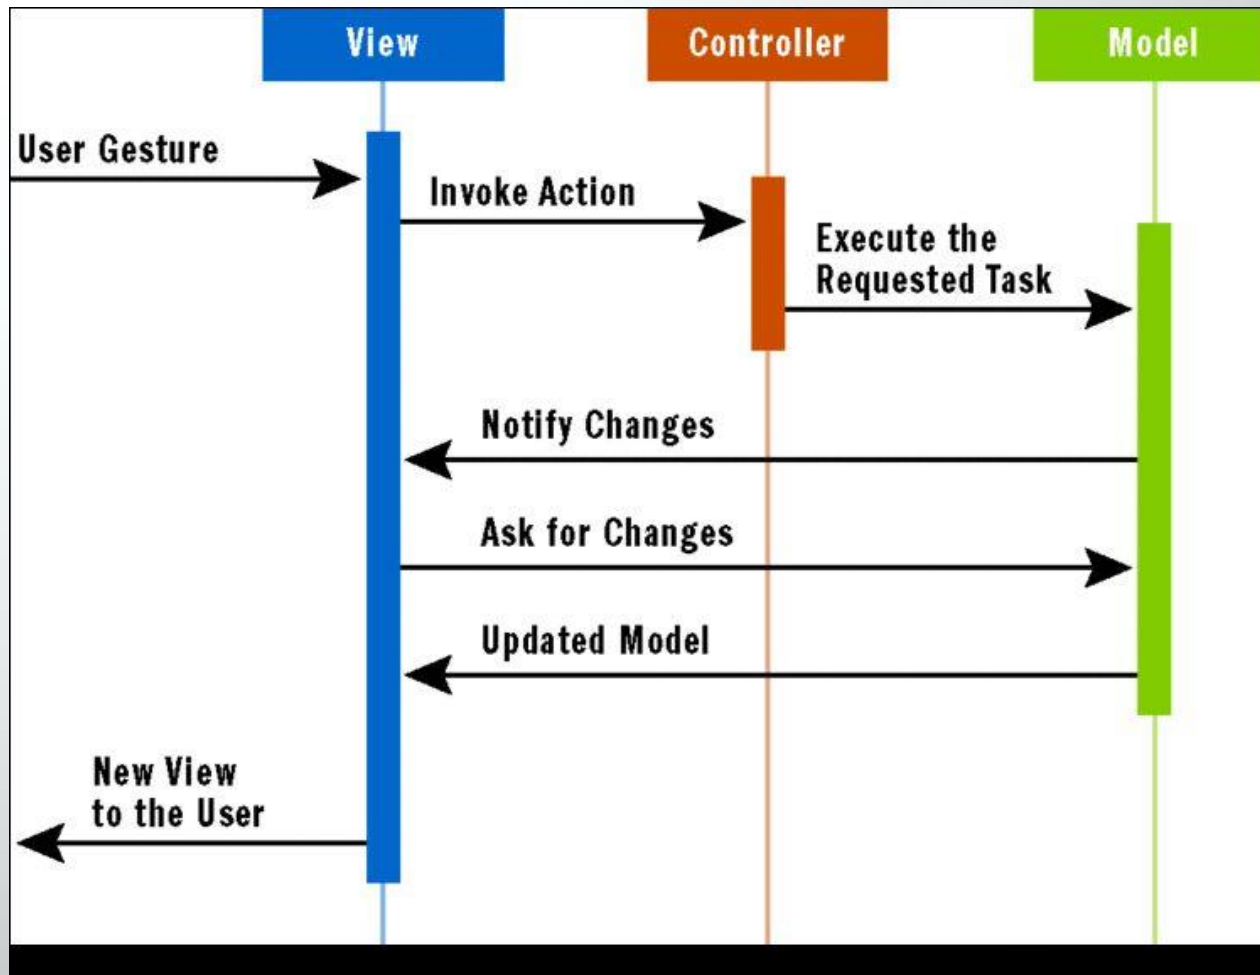 View
Controller
Model
User Gesture
Invoke Action
Execute the
Requested Task
Notify Changes
Ask for Changes
Updated Model
New View
to the User